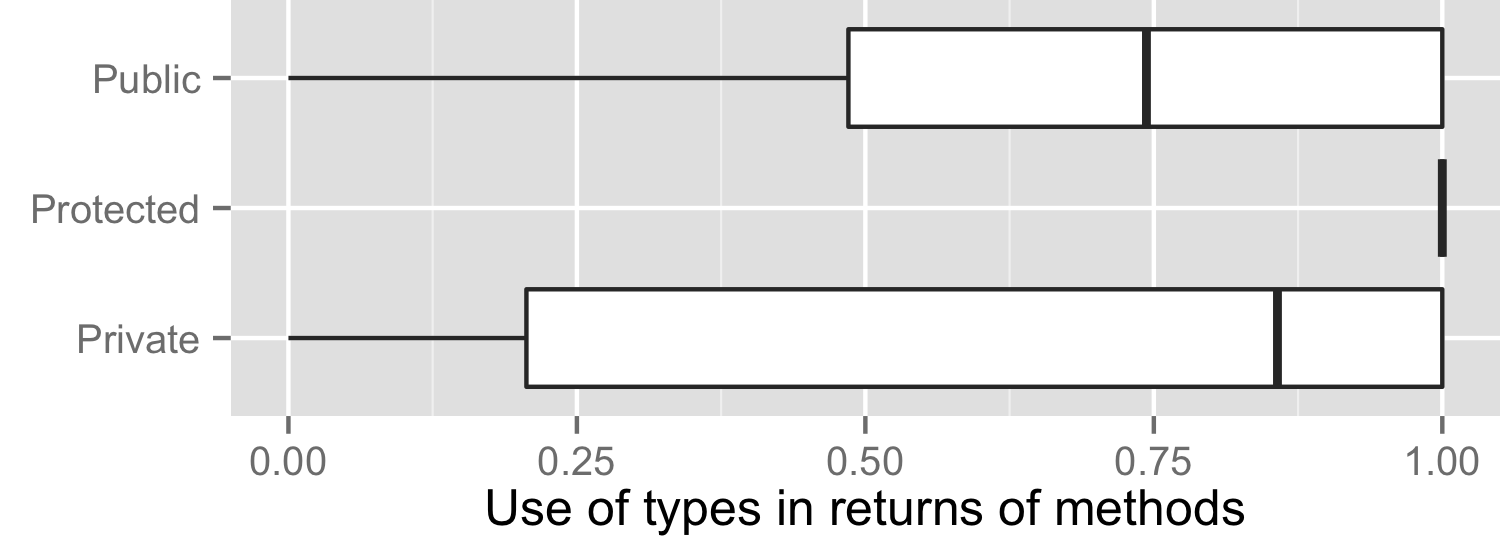 Public
Protected
Private
0.00 0.25 0.50 0.75 1.00
Use of types in returns of methods